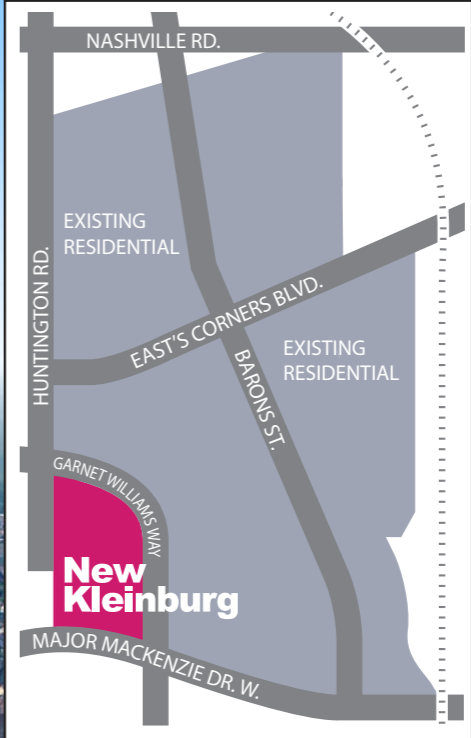 NASHVILLE RD.
EXISTING
RESIDENTIAL
HUNTINGTON RD.
EAST'S CORNERS BLVD.
EXISTING
RESIDENTIAL
BARONS ST.
GARNET WILLIAMS WAY
New
Kleinburg
MAJOR MACKENZIE DR. W.